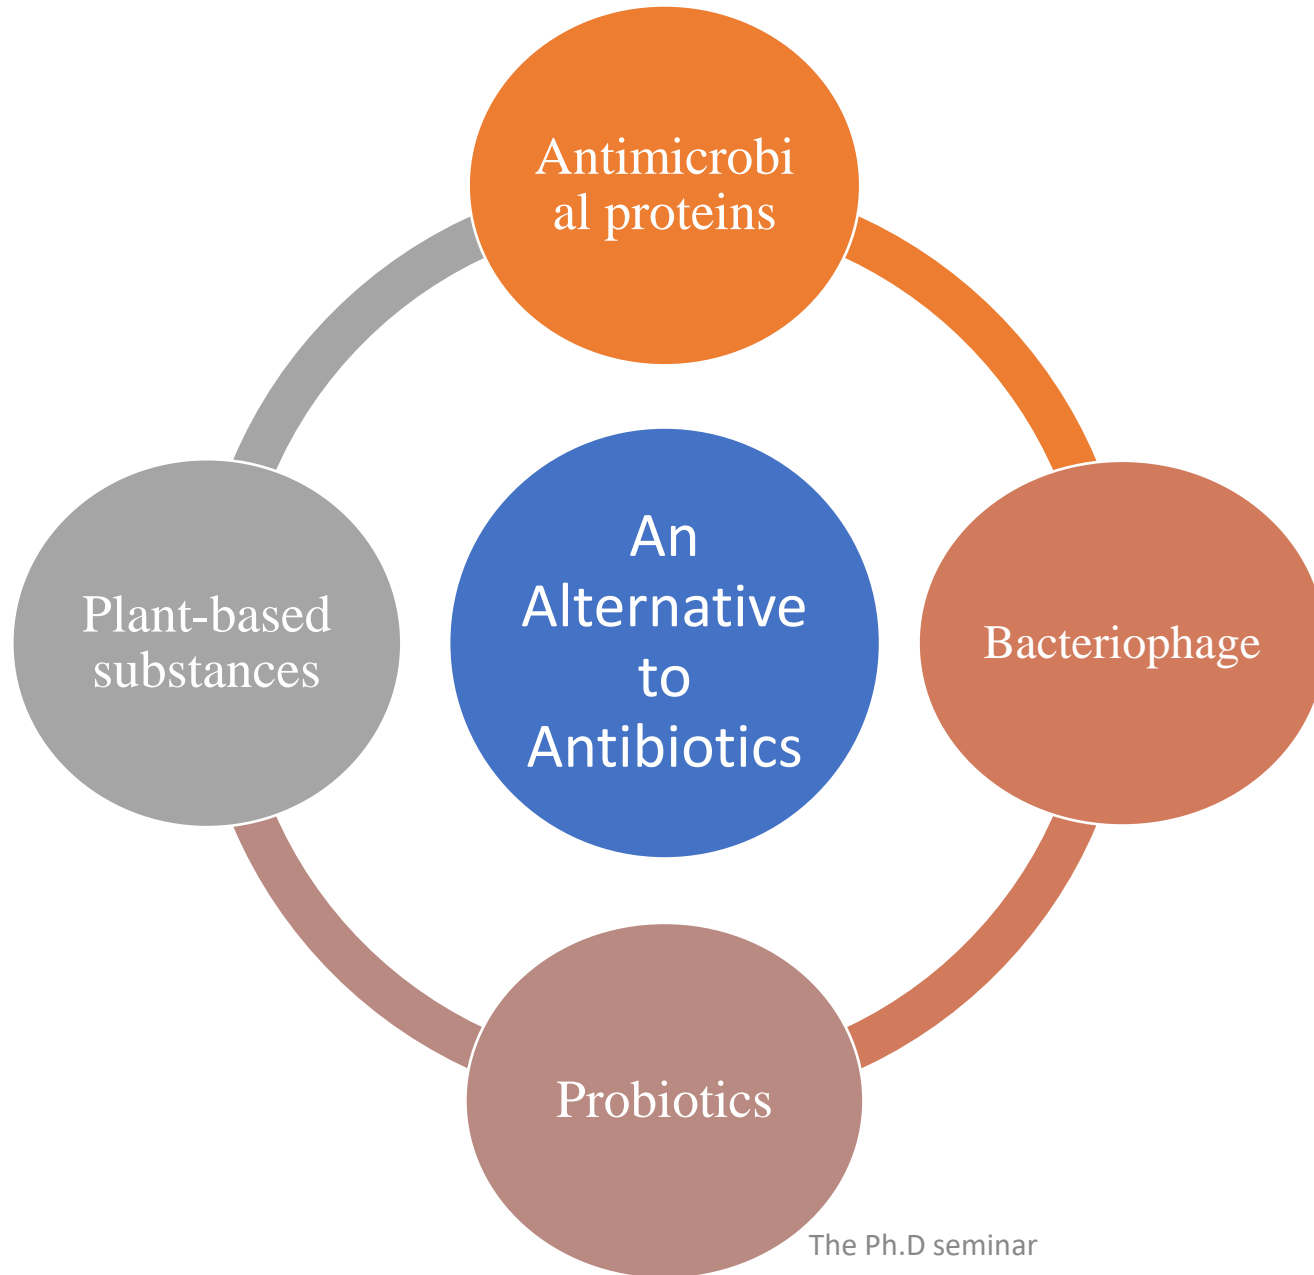 Antimicrobi
al proteins
An
Alternative
to
Antibiotics
Plant-based
substances
Bacteriophage
Probiotics
The Ph.D seminar